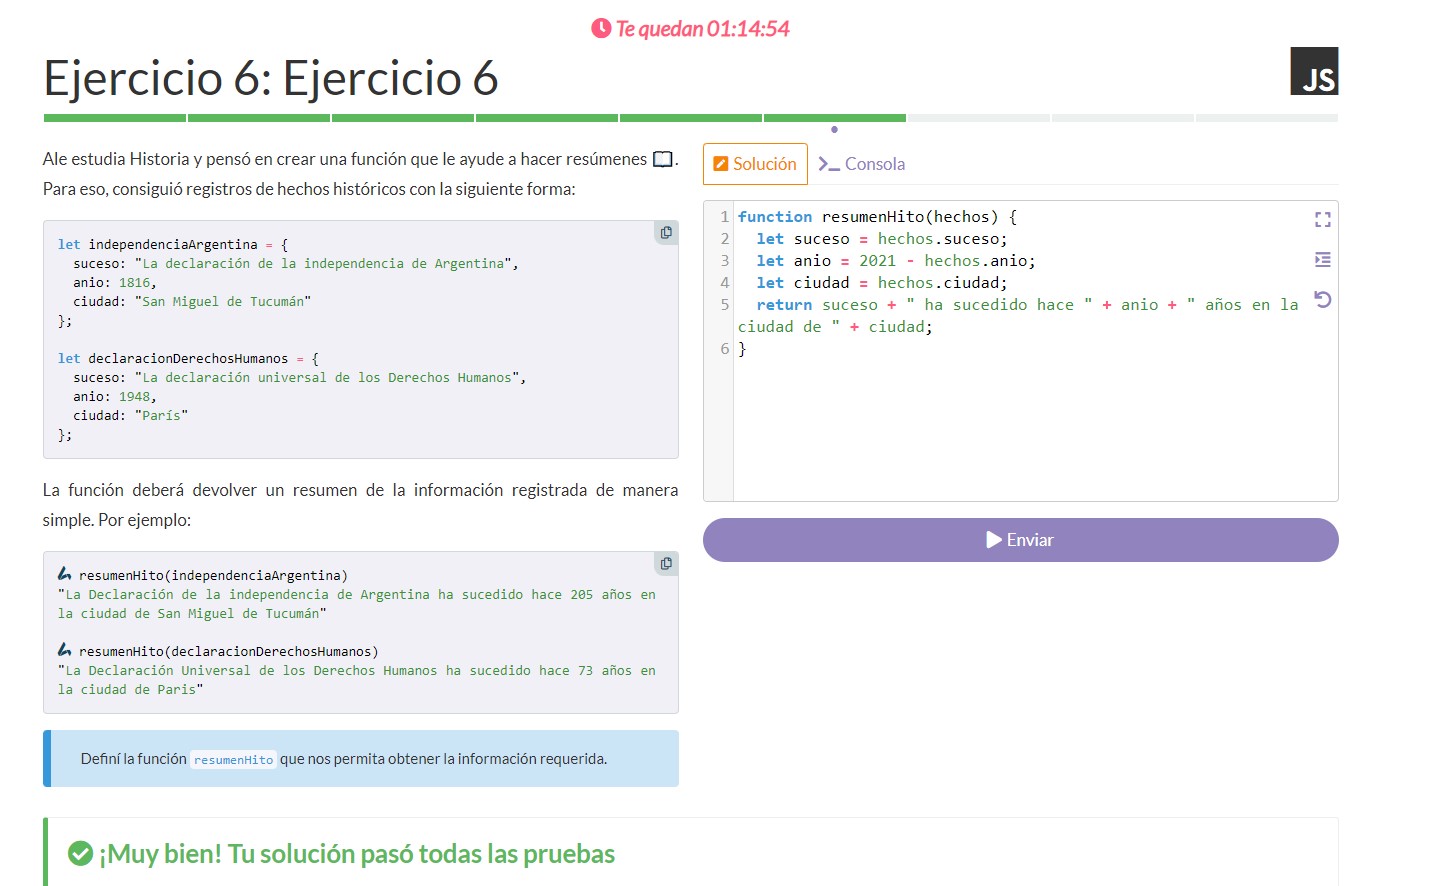 Te quedan 01:14:54
Ejercicio 6: Ejercicio 6
JS
Ale estudia Historia y pensó en crear una función que le ayude a hacer resúmenes .
Para eso, consiguió registros de hechos históricos con la siguiente forma:
let independenciaArgentina = {
  suceso: "La declaración de la independencia de Argentina",
  anio: 1816,
  ciudad: "San Miguel de Tucumán"
};
let declaracionDerechosHumanos = {
  suceso: "La declaración universal de los Derechos Humanos",
  anio: 1948,
  ciudad: "París"
};
La función deberá devolver un resumen de la información registrada de manera
simple. Por ejemplo:
resumenHito(independenciaArgentina)
"La Declaración de la independencia de Argentina ha sucedido hace 205 años en
la ciudad de San Miguel de Tucumán"
resumenHito(declaracionDerechosHumanos)
"La Declaración Universal de los Derechos Humanos ha sucedido hace 73 años en
la ciudad de Paris"
Definí la función resumenHito que nos permita obtener la información requerida.
Solución
Consola
1 function resumenHito(hechos) {
2   let suceso = hechos.suceso;
3   let anio = 2021 - hechos.anio;
4   let ciudad = hechos.ciudad;
5   return suceso + " ha sucedido hace " + anio + " años en la
ciudad de " + ciudad;
6 }
Enviar
¡Muy bien! Tu solución pasó todas las pruebas